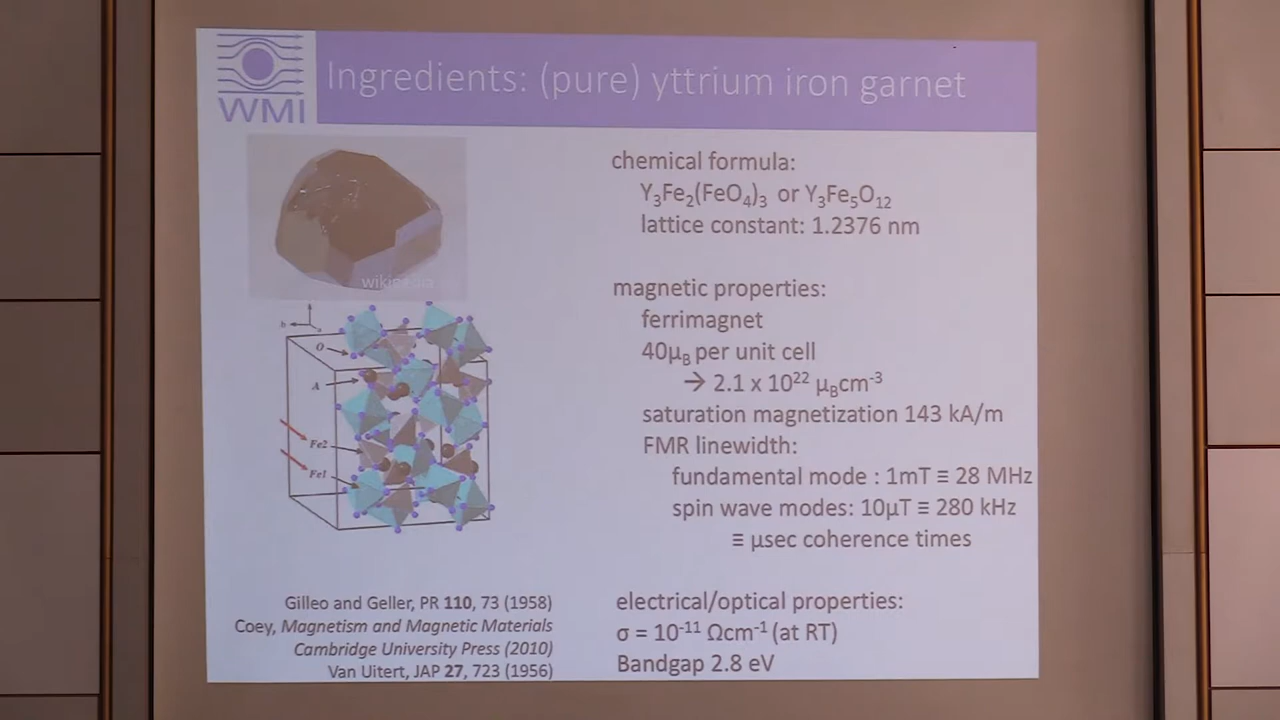 WMI
Ingredients: (pure) yttrium iron garnet
wikipedia
b
O
A
Fe2
Fe1
chemical formula:
Y₃Fe₂(FeO₄)₃ or Y₃Fe₅O₁₂
lattice constant: 1.2376 nm
magnetic properties:
ferrimagnet
40μ_B per unit cell
→ 2.1 x 10²² μ_Bcm⁻³
saturation magnetization 143 kA/m
FMR linewidth:
fundamental mode : 1mT ≡ 28 MHz
spin wave modes: 10μT ≡ 280 kHz
≡ μsec coherence times
electrical/optical properties:
σ = 10⁻¹¹ Ωcm⁻¹ (at RT)
Bandgap 2.8 eV
Gilleo and Geller, PR 110, 73 (1958)
Coey, Magnetism and Magnetic Materials
Cambridge University Press (2010)
Van Uitert, JAP 27, 723 (1956)